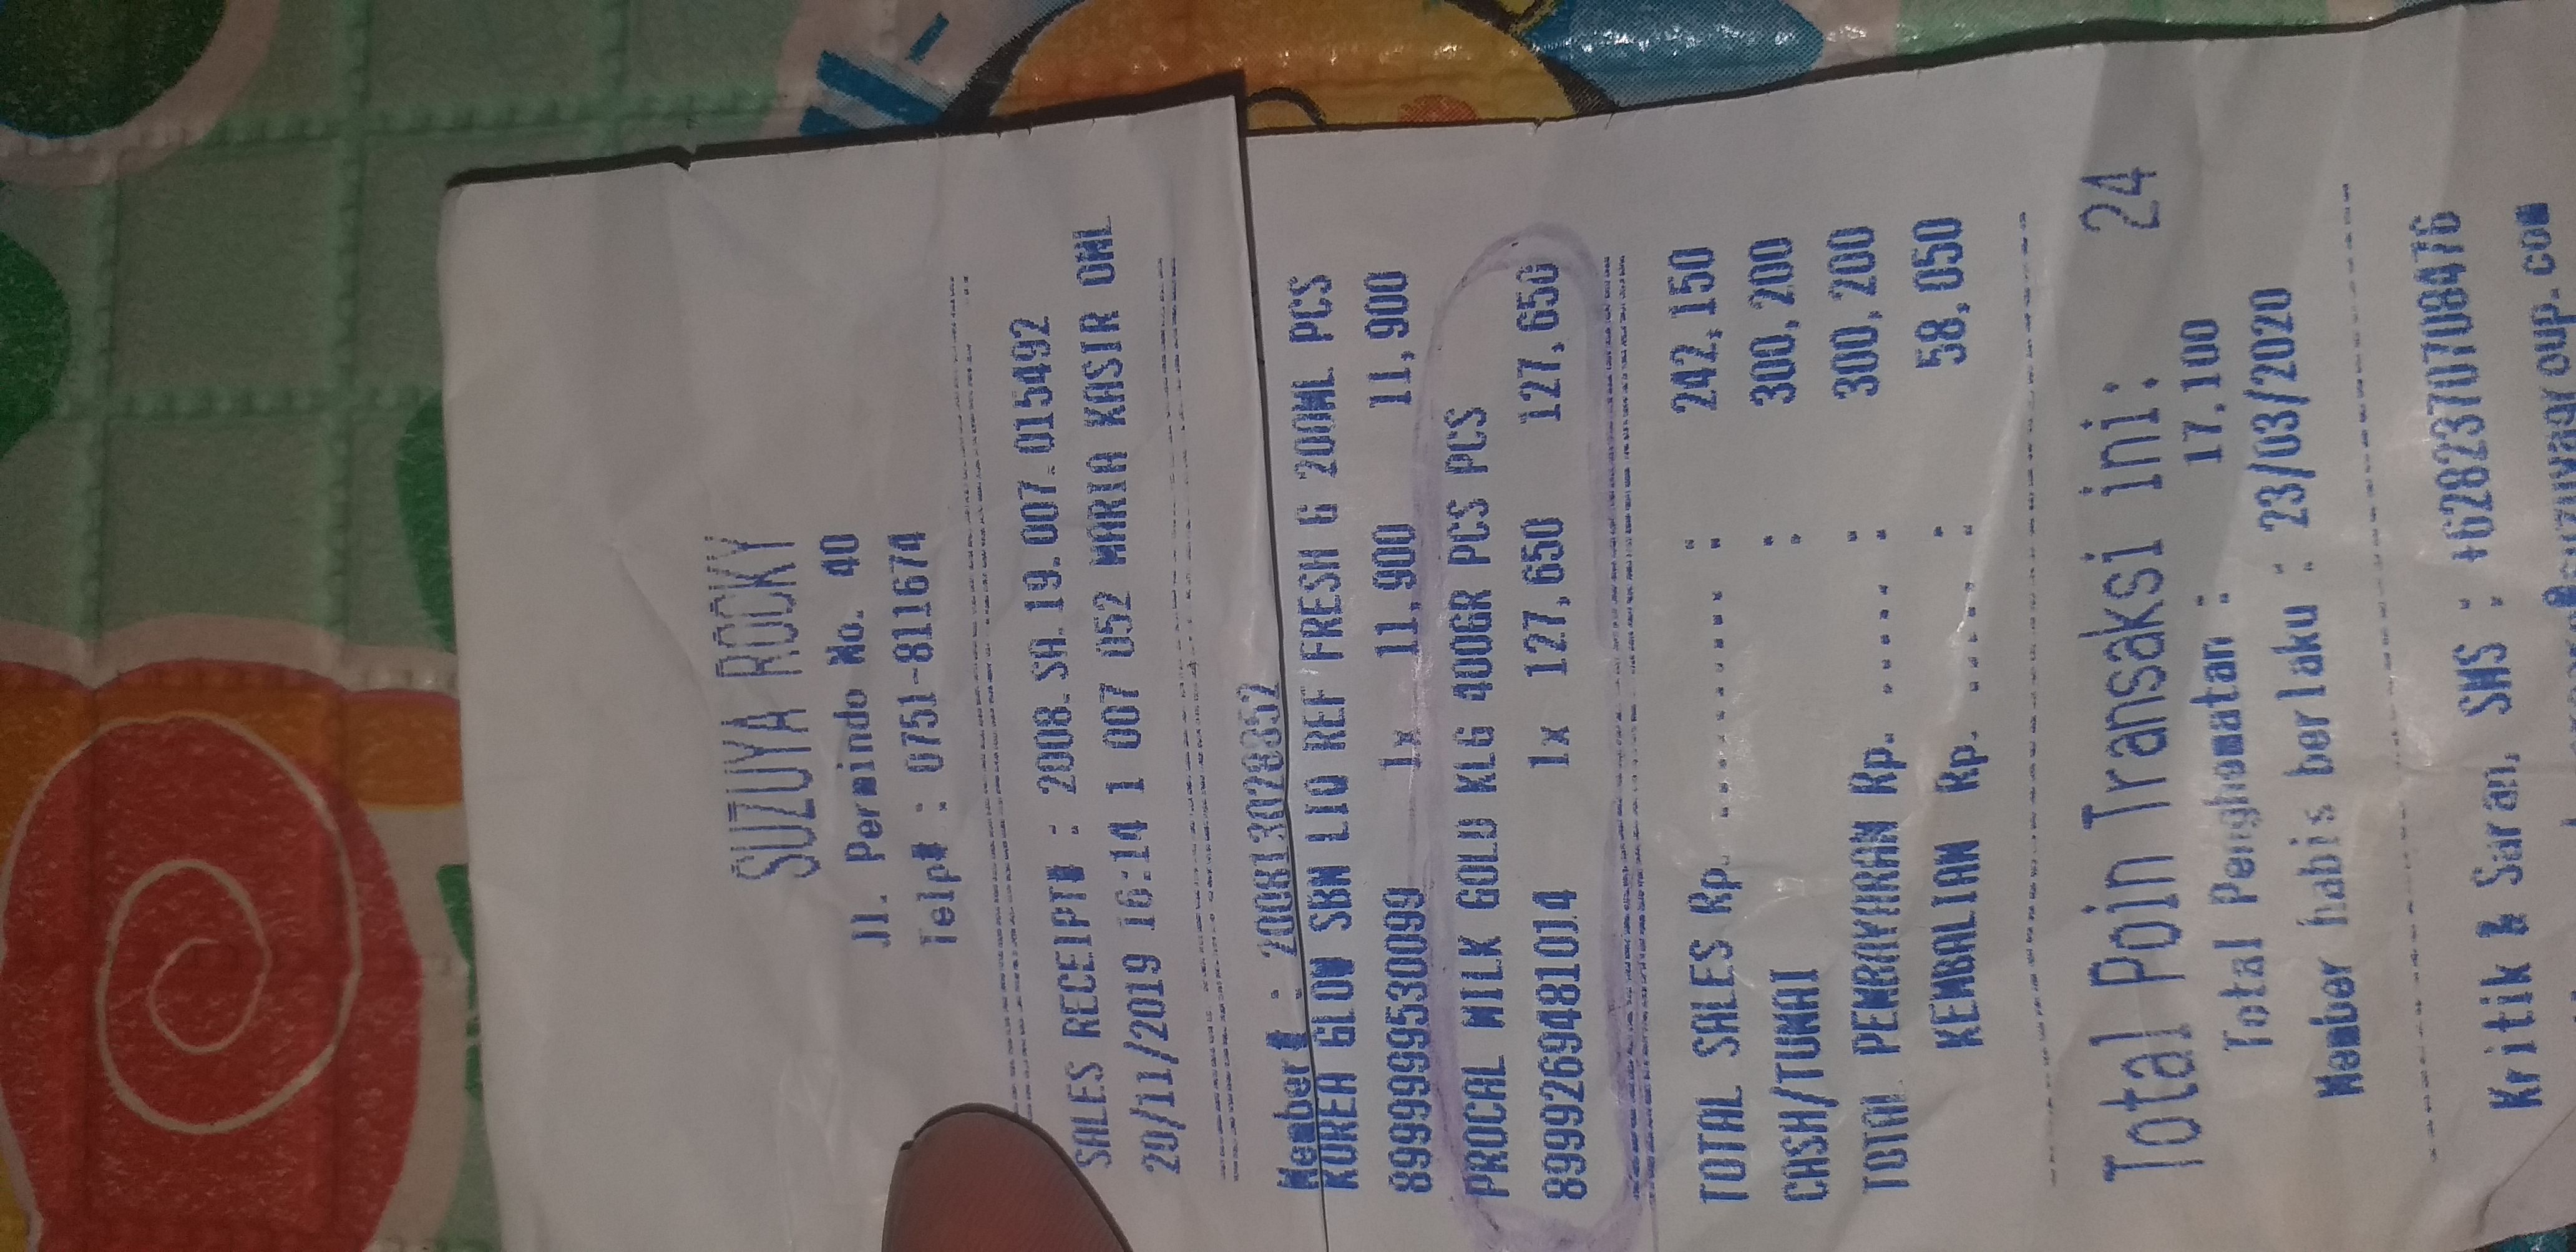 SUZUYA ROCKY
Jl. Permindo No. 40
Telp# : 0751-811674
SALES RECEIPT# : 2008.SA.19.007.015492
20/11/2019 16:14 1 007 052 MARIA KASIR OWL
Member# : 200813028352
KOREA GLOW SBN LIQ REF FRESH G 200ML PCS
8999999530099 1x 11,900 11,900
PROCAL MILK GOLD KLG 400GR PCS PCS
8999269481014 1x 127,650 127,650
TOTAL SALES Rp. .......... : 242,150
CASH/TUNAI : 300,200
TOTAL PEMBAYARAN Rp. ..... : 300,200
KEMBALIAN Rp. ..... : 58,050
Total Poin Transaksi ini: 24
Total Penghematan : 17,100
Member habis berlaku : 23/03/2020
Kritik & Saran, SMS : +6282370708476
@suzuyagroup.com